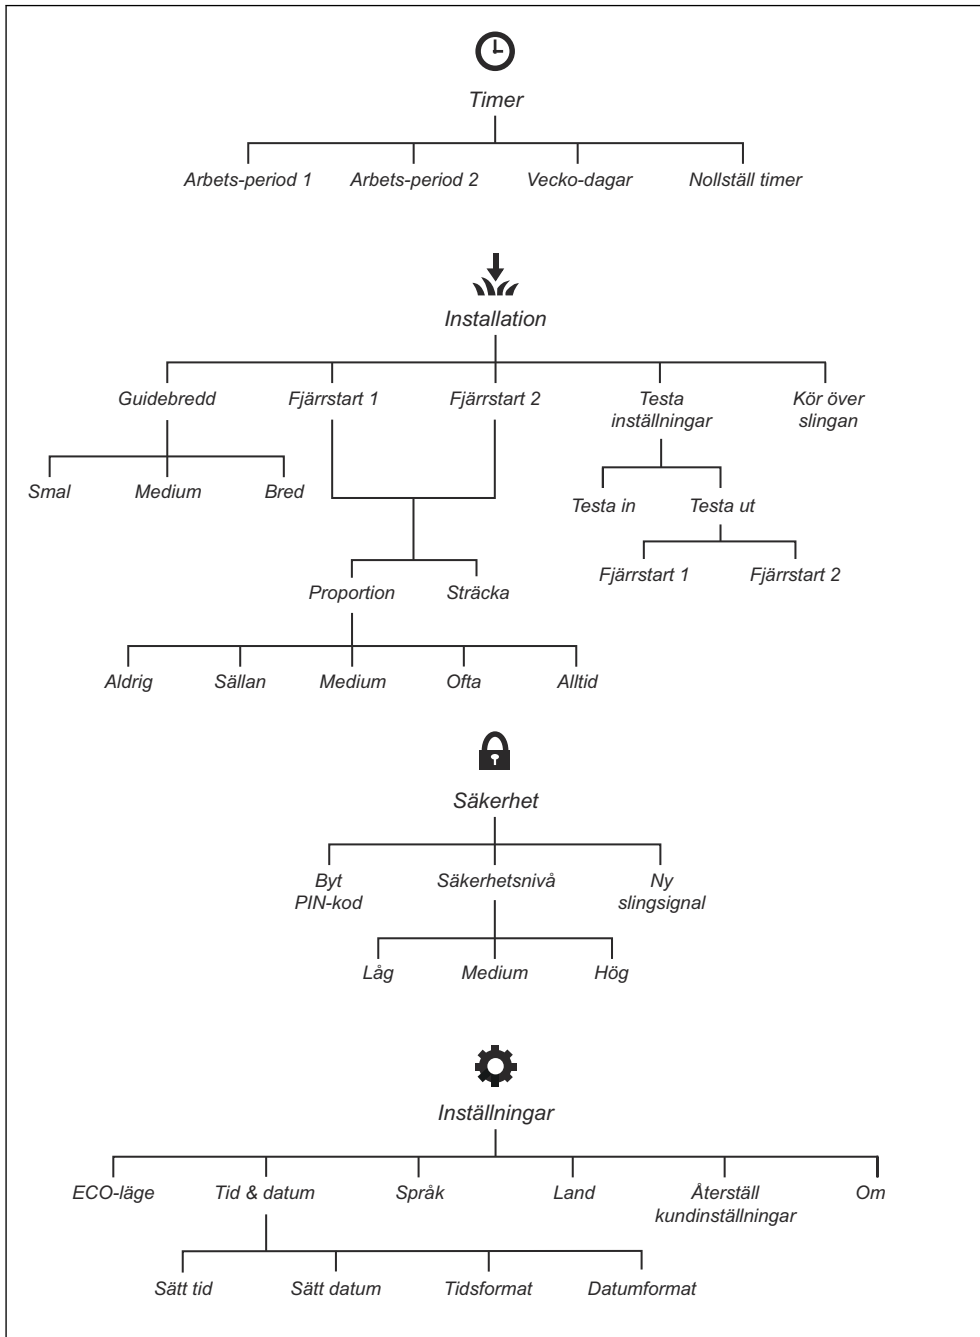 Timer
Arbets-period 1
Arbets-period 2
Vecko-dagar
Nollställ timer
Installation
Guidebredd
Fjärrstart 1
Fjärrstart 2
Testa
inställningar
Kör över
slingan
Smal
Medium
Bred
Testa in
Testa ut
Fjärrstart 1
Fjärrstart 2
Proportion
Sträcka
Aldrig
Sällan
Medium
Ofta
Alltid
Säkerhet
Byt
PIN-kod
Säkerhetsnivå
Ny
slingsignal
Låg
Medium
Hög
Inställningar
ECO-läge
Tid & datum
Språk
Land
Återställ
kundinställningar
Om
Sätt tid
Sätt datum
Tidsformat
Datumformat